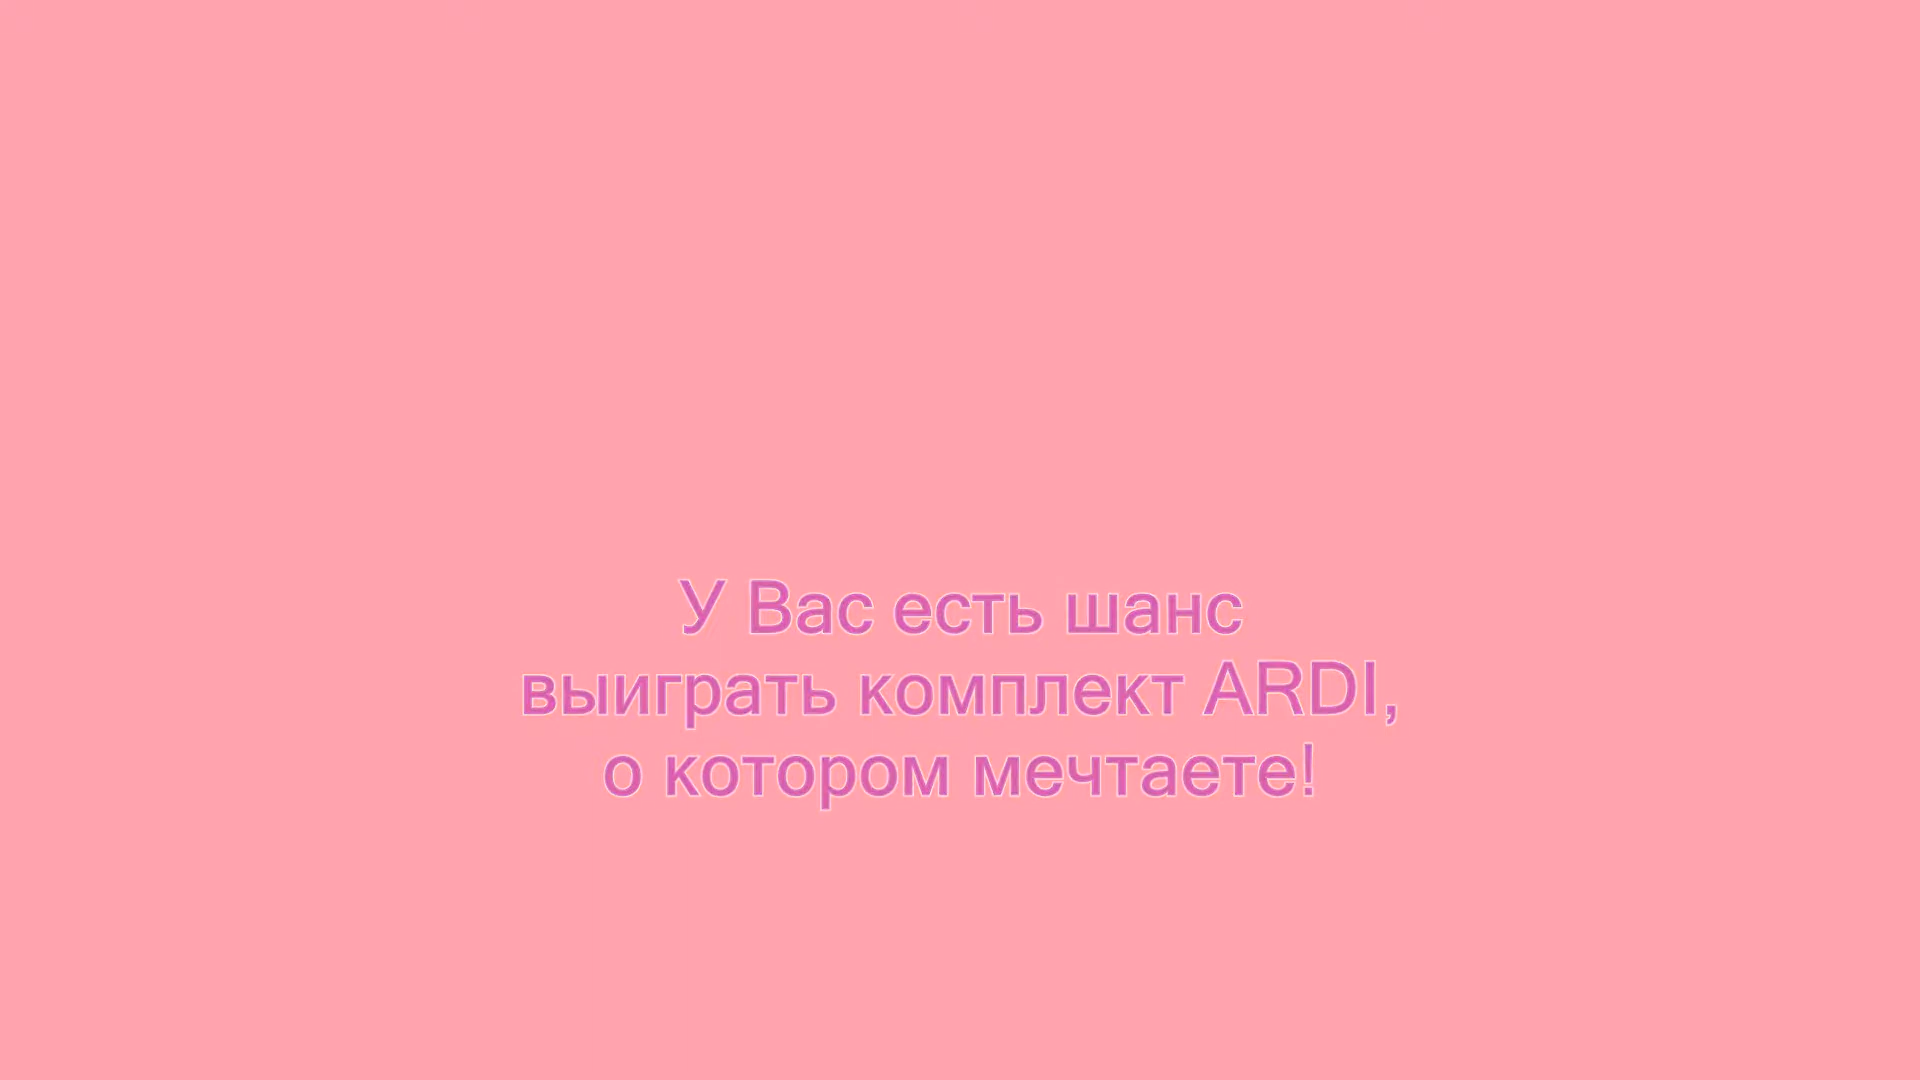 У Вас есть шанс
выиграть комплект ARDI,
о котором мечтаете!